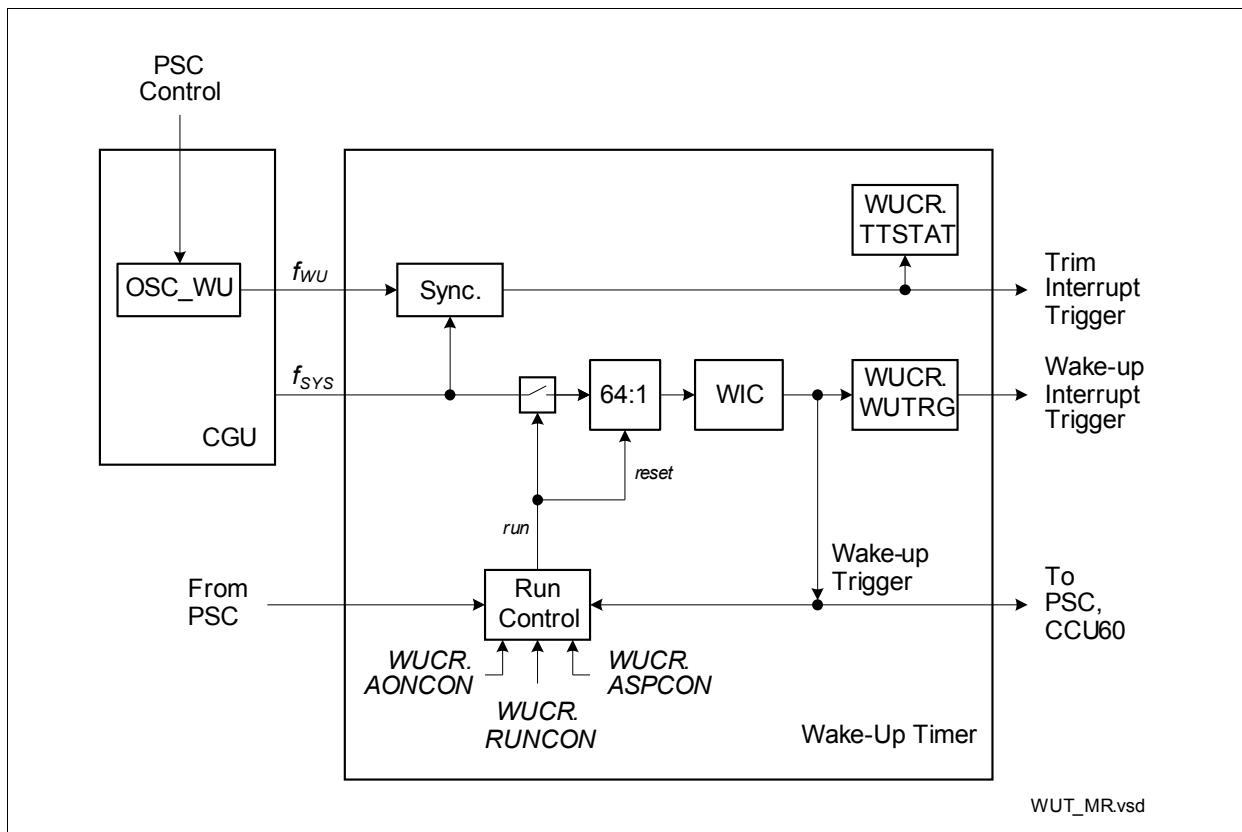 PSC
Control
OSC_WU
fWU
fSYS
CGU
Sync.
WUCR.
TTSTAT
Trim
Interrupt
Trigger
64:1
WIC
WUCR.
WUTRG
Wake-up
Interrupt
Trigger
reset
run
Wake-up
Trigger
From
PSC
Run
Control
To
PSC,
CCU60
WUCR.
AONCON
WUCR.
RUNCON
WUCR.
ASPCON
Wake-Up Timer
WUT_MR.vsd